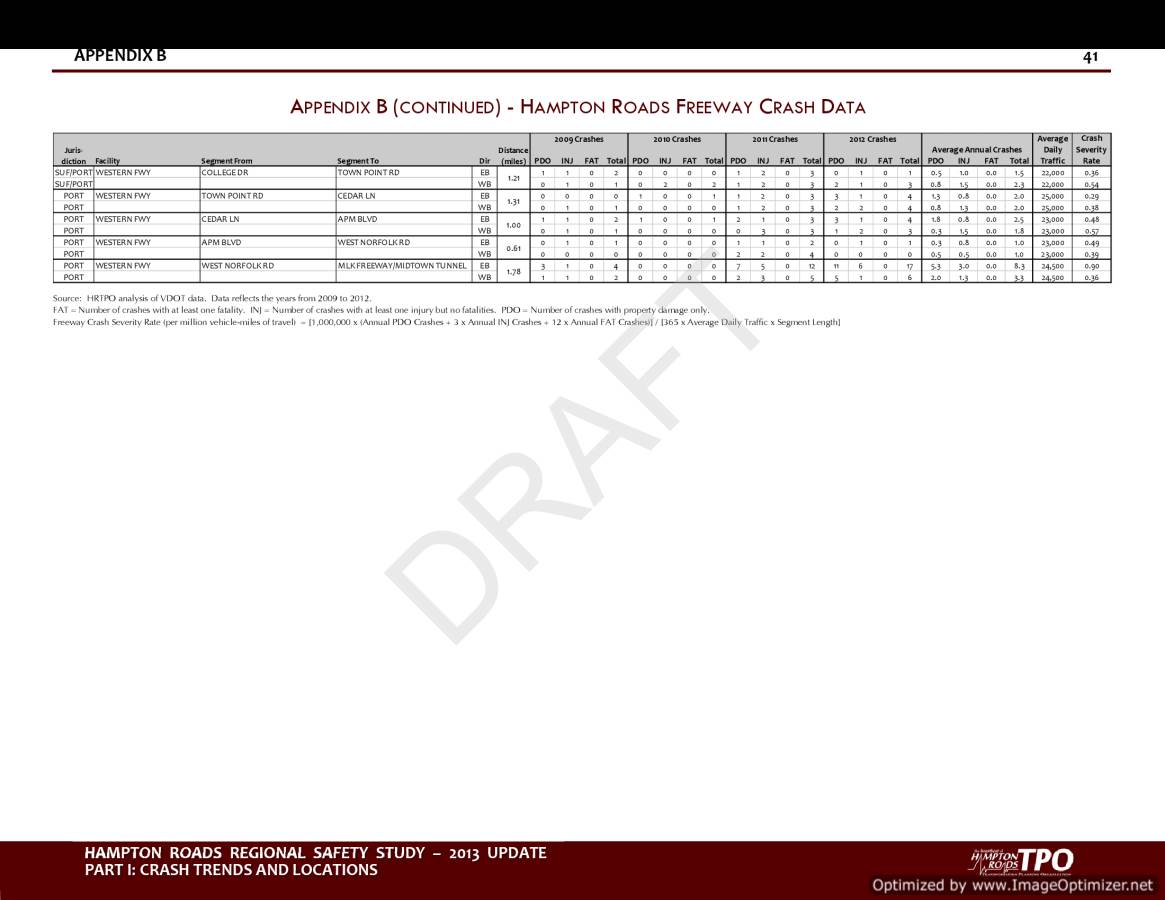 APPENDIX B 41
APPENDIX B (CONTINUED) - HAMPTON ROADS FREEWAY CRASH DATA
2009 Crashes 2010 Crashes 2011 Crashes 2012 Crashes Average Crash
Juris- Distance Daily Severity
diction Facility Segment From Segment To Dir (miles) PDO INJ FAT Total PDO INJ FAT Total PDO INJ FAT Total PDO INJ FAT Total Average Annual Crashes PDO INJ FAT Total Traffic Rate
SUF/PORT WESTERN FWY COLLEGE DR TOWN POINT RD EB 1.21 1 1 0 2 0 0 0 0 1 2 0 3 0 1 0 1 0.5 1.0 0.0 1.5 22,000 0.36
SUF/PORT WB 0 1 0 1 0 2 0 2 1 2 0 3 2 1 0 3 0.8 1.5 0.0 2.3 22,000 0.54
PORT WESTERN FWY TOWN POINT RD CEDAR LN EB 1.31 0 0 0 0 1 0 0 1 1 2 0 3 3 1 0 4 1.3 0.8 0.0 2.0 25,000 0.29
PORT WB 0 1 0 1 0 0 0 0 1 2 0 3 2 2 0 4 0.8 1.3 0.0 2.0 25,000 0.38
PORT WESTERN FWY CEDAR LN APM BLVD EB 1.00 1 1 0 2 1 0 0 1 2 1 0 3 3 1 0 4 1.8 0.8 0.0 2.5 23,000 0.48
PORT WB 0 1 0 1 0 0 0 0 0 3 0 3 1 2 0 3 0.3 1.5 0.0 1.8 23,000 0.57
PORT WESTERN FWY APM BLVD WEST NORFOLK RD EB 0.61 0 1 0 1 0 0 0 0 1 1 0 2 0 1 0 1 0.3 0.8 0.0 1.0 23,000 0.49
PORT WB 0 0 0 0 0 0 0 0 2 2 0 4 0 0 0 0 0.5 0.5 0.0 1.0 23,000 0.39
PORT WESTERN FWY WEST NORFOLK RD MLK FREEWAY/MIDTOWN TUNNEL EB 1.78 3 1 0 4 0 0 0 0 7 5 0 12 11 6 0 17 5.3 3.0 0.0 8.3 24,500 0.90
PORT WB 1 1 0 2 0 0 0 0 2 3 0 5 5 1 0 6 2.0 1.3 0.0 3.3 24,500 0.36
Source: HRTPO analysis of VDOT data. Data reflects the years from 2009 to 2012.
FAT = Number of crashes with at least one fatality. INJ = Number of crashes with at least one injury but no fatalities. PDO = Number of crashes with property damage only.
Freeway Crash Severity Rate (per million vehicle-miles of travel) = [1,000,000 x (Annual PDO Crashes + 3 x Annual INJ Crashes + 12 x Annual FAT Crashes)] / [365 x Average Daily Traffic x Segment Length]
DRAFT
HAMPTON ROADS REGIONAL SAFETY STUDY – 2013 UPDATE
PART I: CRASH TRENDS AND LOCATIONS
HAMPTON ROADS TPO
Optimized by www.ImageOptimizer.net